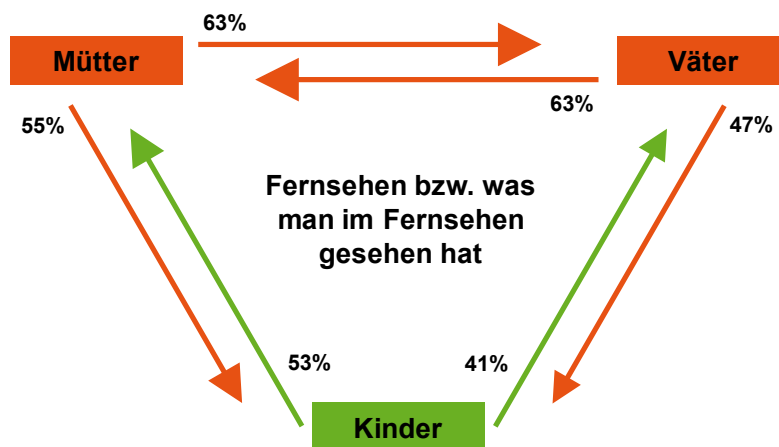 63%
Mütter
Väter
63%
55%
47%
Fernsehen bzw. was
man im Fernsehen
gesehen hat
53%
41%
Kinder